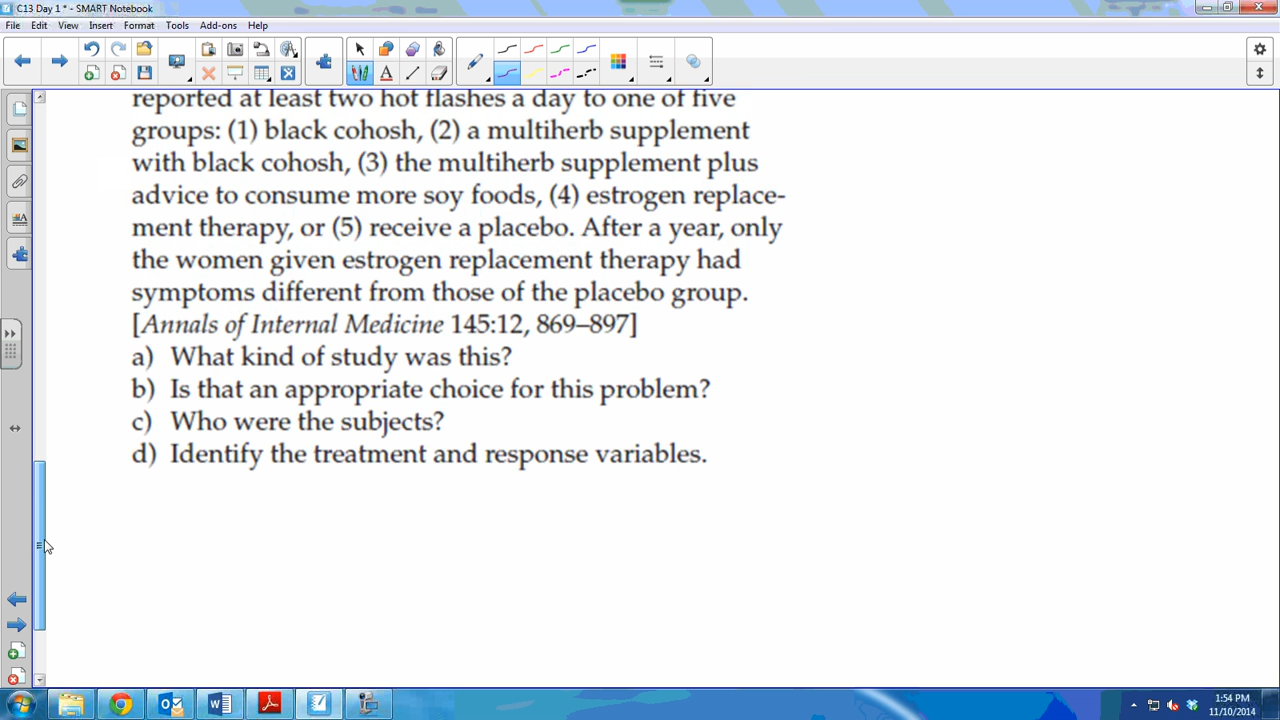 C13 Day 1 * - SMART Notebook
File Edit View Insert Format Tools Add-ons Help
reported at least two hot flashes a day to one of five
groups: (1) black cohosh, (2) a multiherb supplement
with black cohosh, (3) the multiherb supplement plus
advice to consume more soy foods, (4) estrogen replace-
ment therapy, or (5) receive a placebo. After a year, only
the women given estrogen replacement therapy had
symptoms different from those of the placebo group.
[Annals of Internal Medicine 145:12, 869–897]
a) What kind of study was this?
b) Is that an appropriate choice for this problem?
c) Who were the subjects?
d) Identify the treatment and response variables.
1:54 PM
11/10/2014